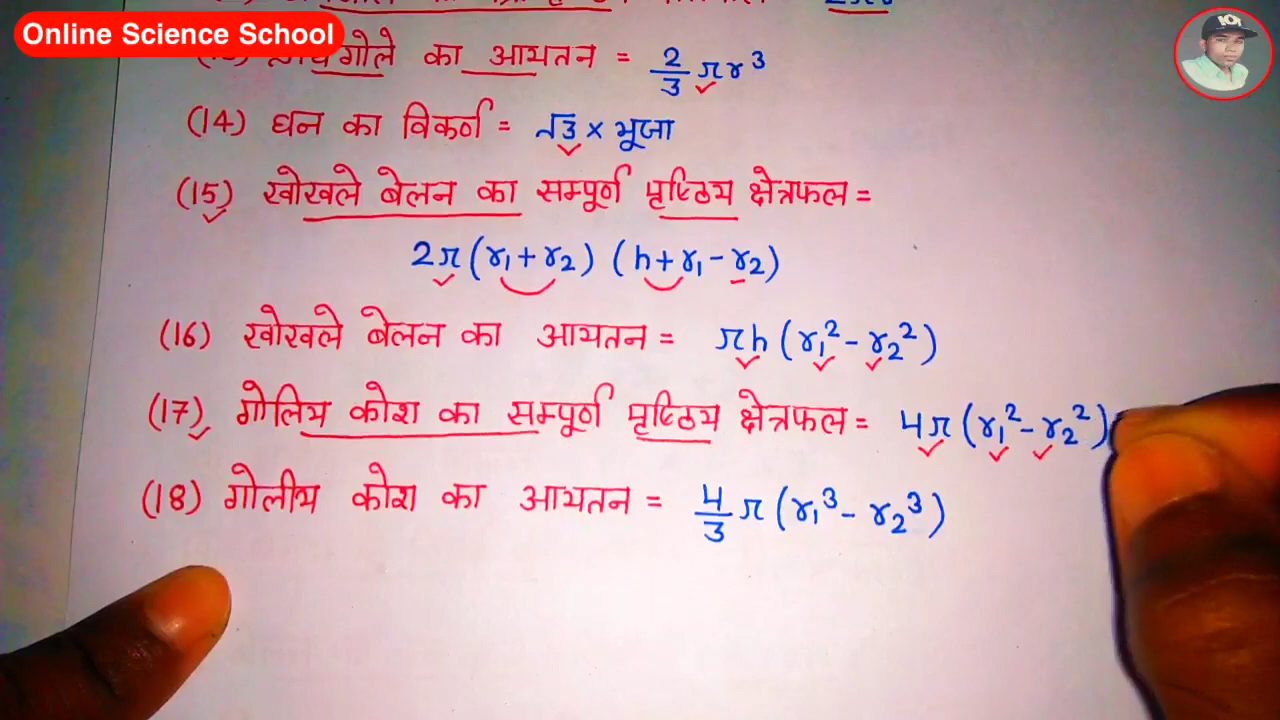 Online Science School
गोले का आयतन = 2/3 πr³
(14) घन का विकर्ण = √3 × भूजा
(15) खोखले बेलन का सम्पूर्ण पृष्ठिय क्षेत्रफल =
2π(r₁+r₂) (h+r₁-r₂)
(16) खोखले बेलन का आयतन = πh(r₁²-r₂²)
(17) गोलिय कोश का सम्पूर्ण पृष्ठिय क्षेत्रफल = 4π(r₁²-r₂²)
(18) गोलीय कोश का आयतन = 4/3 π(r₁³-r₂³)